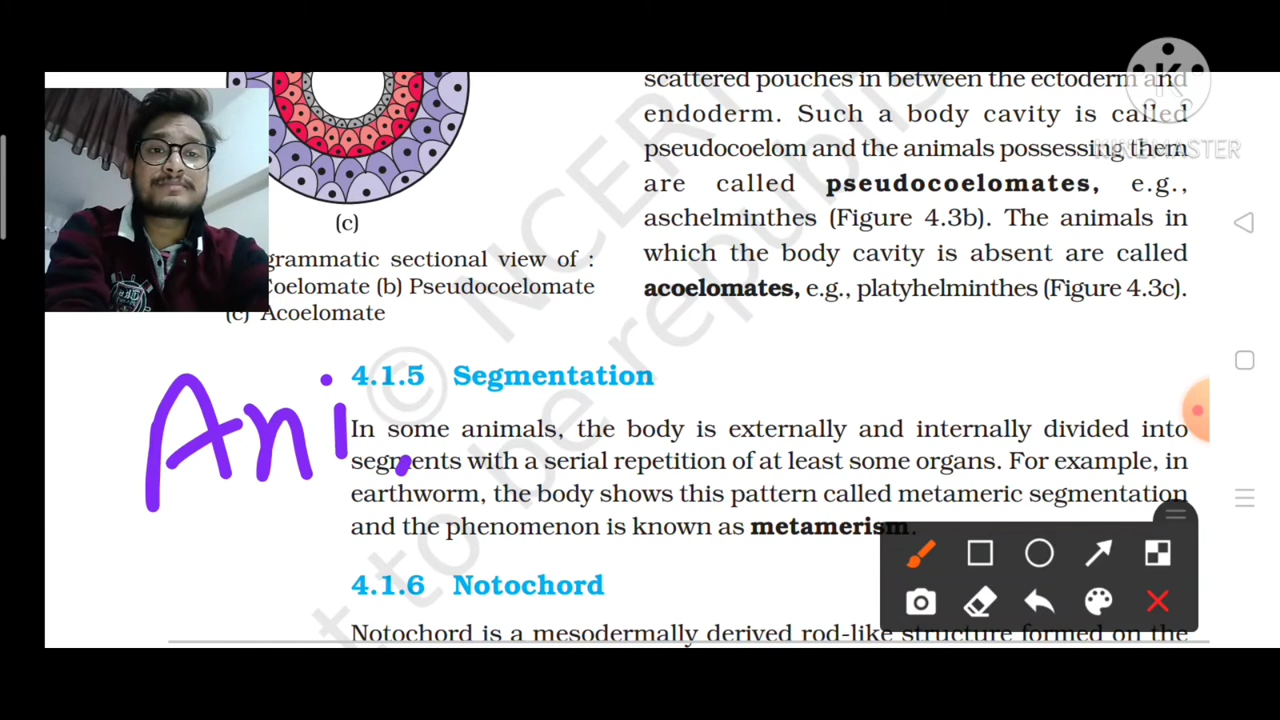 scattered pouches in between the ectoderm and
endoderm. Such a body cavity is called
pseudocoelom and the animals possessing them
are called pseudocoelomates, e.g.,
aschelminthes (Figure 4.3b). The animals in
which the body cavity is absent are called
acoelomates, e.g., platyhelminthes (Figure 4.3c).
K
KINEMASTER
(c)
grammatic sectional view of :
Coelomate (b) Pseudocoelomate
(c) Acoelomate
Ani.
4.1.5 Segmentation
In some animals, the body is externally and internally divided into
segments with a serial repetition of at least some organs. For example, in
earthworm, the body shows this pattern called metameric segmentation
and the phenomenon is known as metamerism.
4.1.6 Notochord
Notochord is a mesodermally derived rod-like structure formed on the
© NCERT
t to be republis